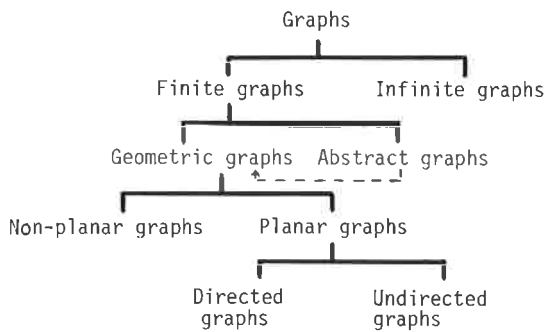 Graphs
Finite graphs Infinite graphs
Geometric graphs Abstract graphs
Non-planar graphs Planar graphs
Directed graphs
Undirected graphs